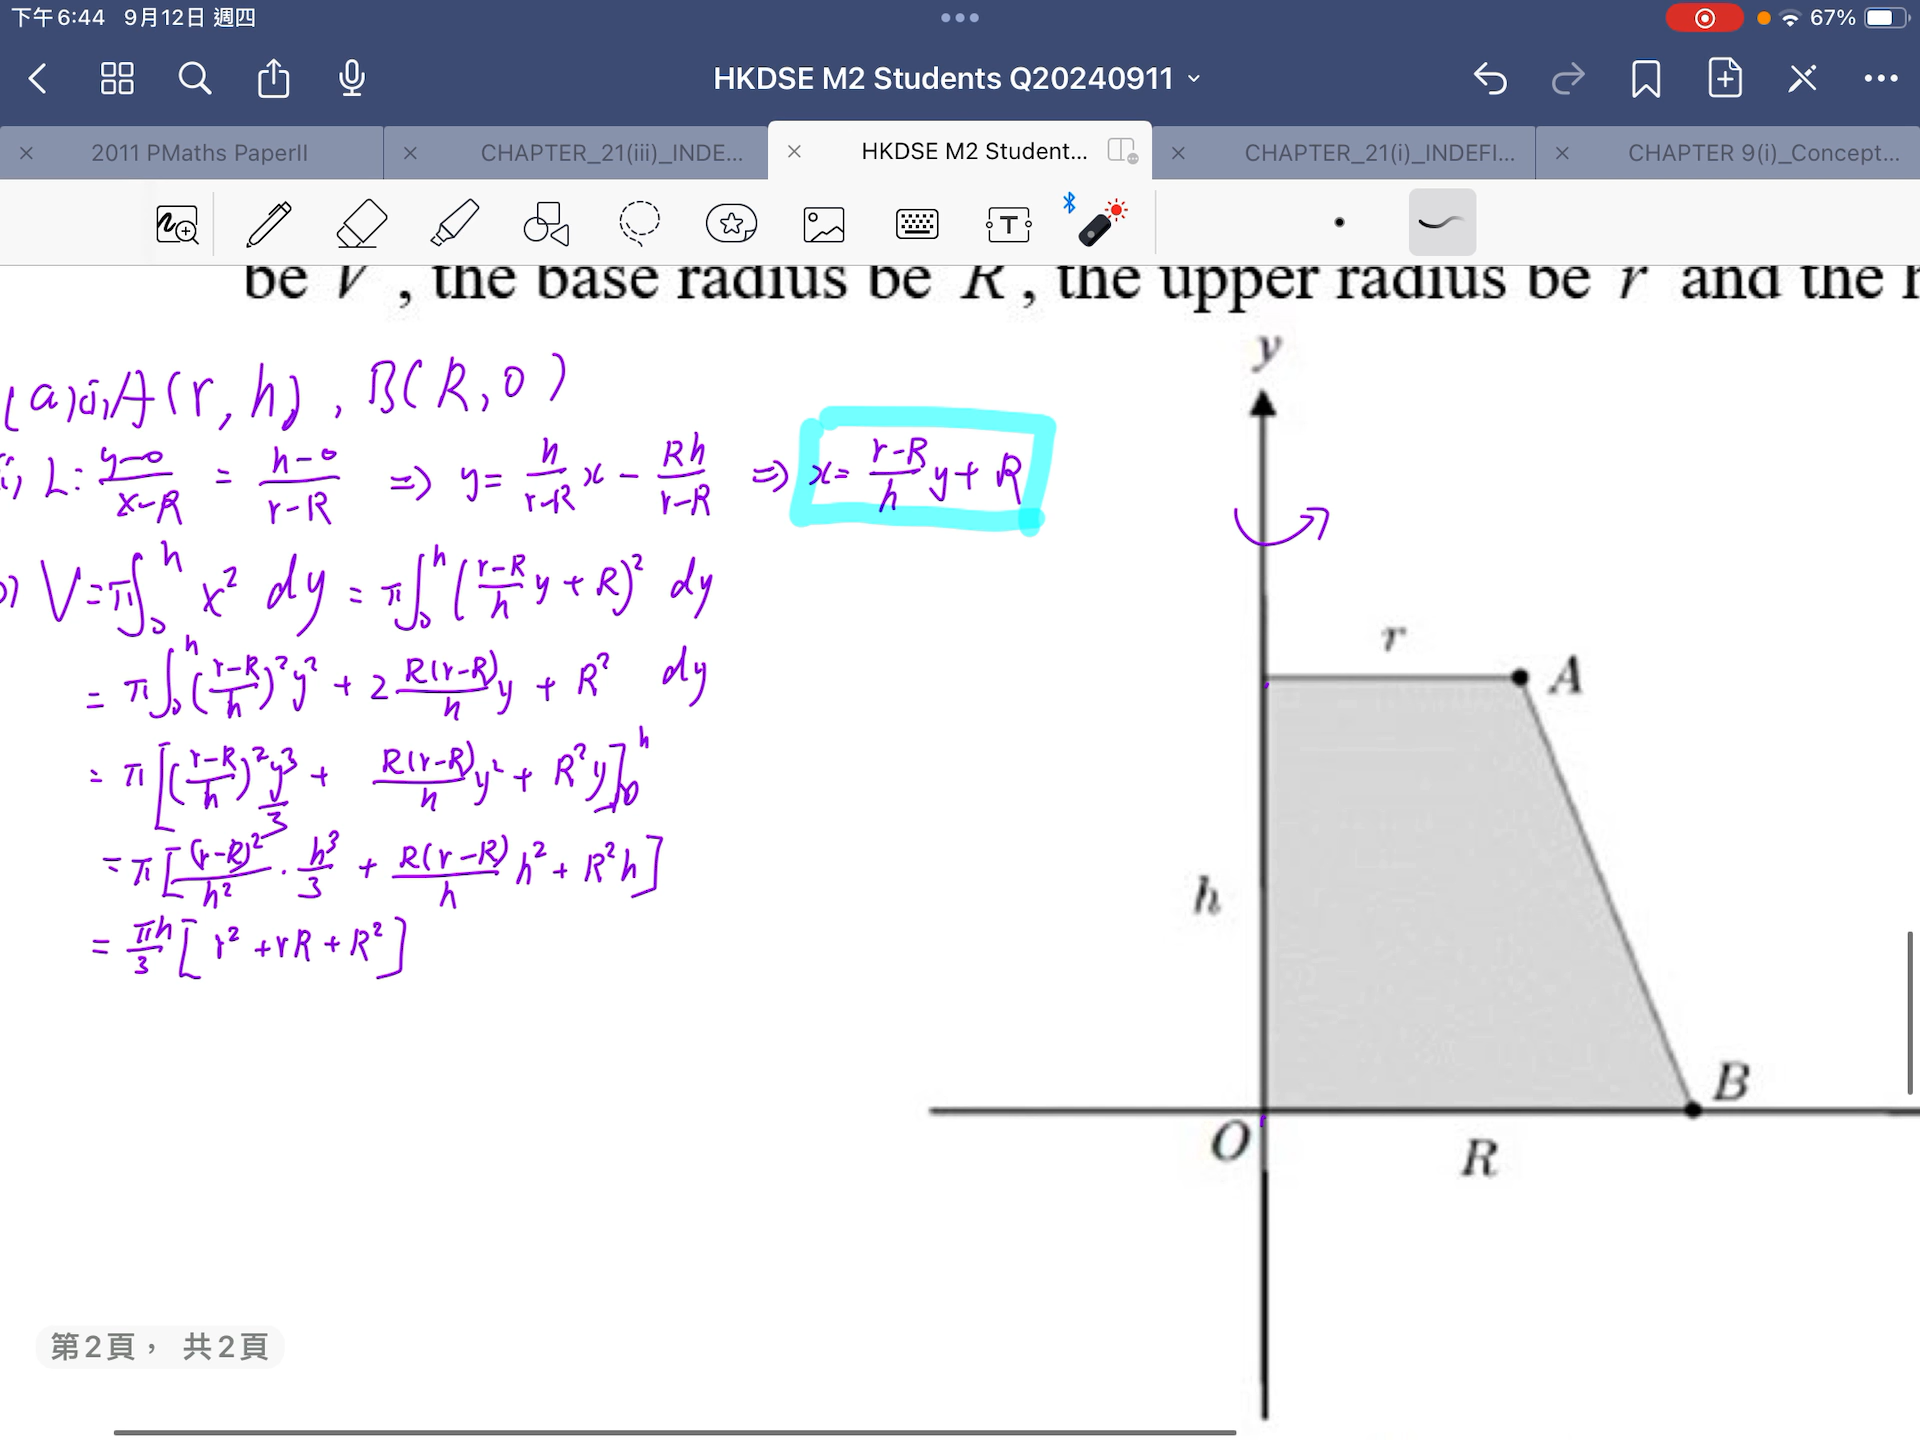 下午6:44 9月12日 週四
67%
HKDSE M2 Students Q20240911
2011 PMaths PaperII
CHAPTER_21(iii)_INDE...
HKDSE M2 Student...
CHAPTER_21(i)_INDEFI...
CHAPTER 9(i)_Concept...
T
be V , the base radius be R , the upper radius be r and the
(a)(i) A(r, h), B(R, 0)
L: (y-0)/(x-R) = (h-0)/(r-R) ⇒ y = h/(r-R) x - Rh/(r-R) ⇒ x = (r-R)/h y + R
V = π∫₀ʰ x² dy = π∫₀ʰ ((r-R)/h y + R)² dy
= π∫₀ʰ ((r-R)/h)² y² + 2 R(r-R)/h y + R² dy
= π[((r-R)/h)² y³/3 + R(r-R)/h y² + R²y]₀ʰ
= π[(r-R)²/h² · h³/3 + R(r-R)/h h² + R²h]
= πh/3 [r² + rR + R²]
y
r
A
h
B
O
R
第2頁， 共2頁